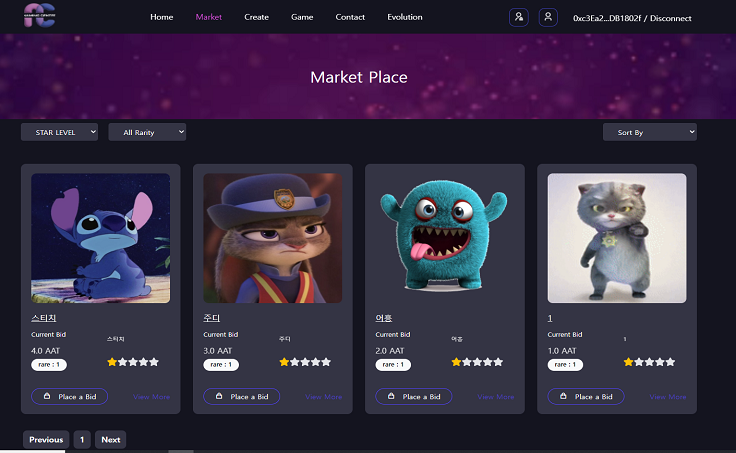 Home Market Create Game Contact Evolution 0xc3Ea2...DB1802f / Disconnect
Market Place
STAR LEVEL All Rarity Sort By
스티치 주디 어흥 1
Current Bid Current Bid Current Bid Current Bid
스티치 주디 어흥 1
4.0 AAT 3.0 AAT 2.0 AAT 1.0 AAT
rare : 1 rare : 1 rare : 1 rare : 1
Place a Bid View More Place a Bid View More Place a Bid View More Place a Bid View More
Previous 1 Next